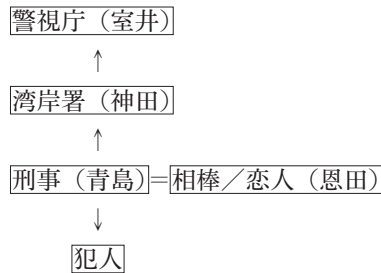 警視庁(室井)
↑
湾岸署(神田)
↑
刑事(青島)=相棒/恋人(恩田)
↓
犯人